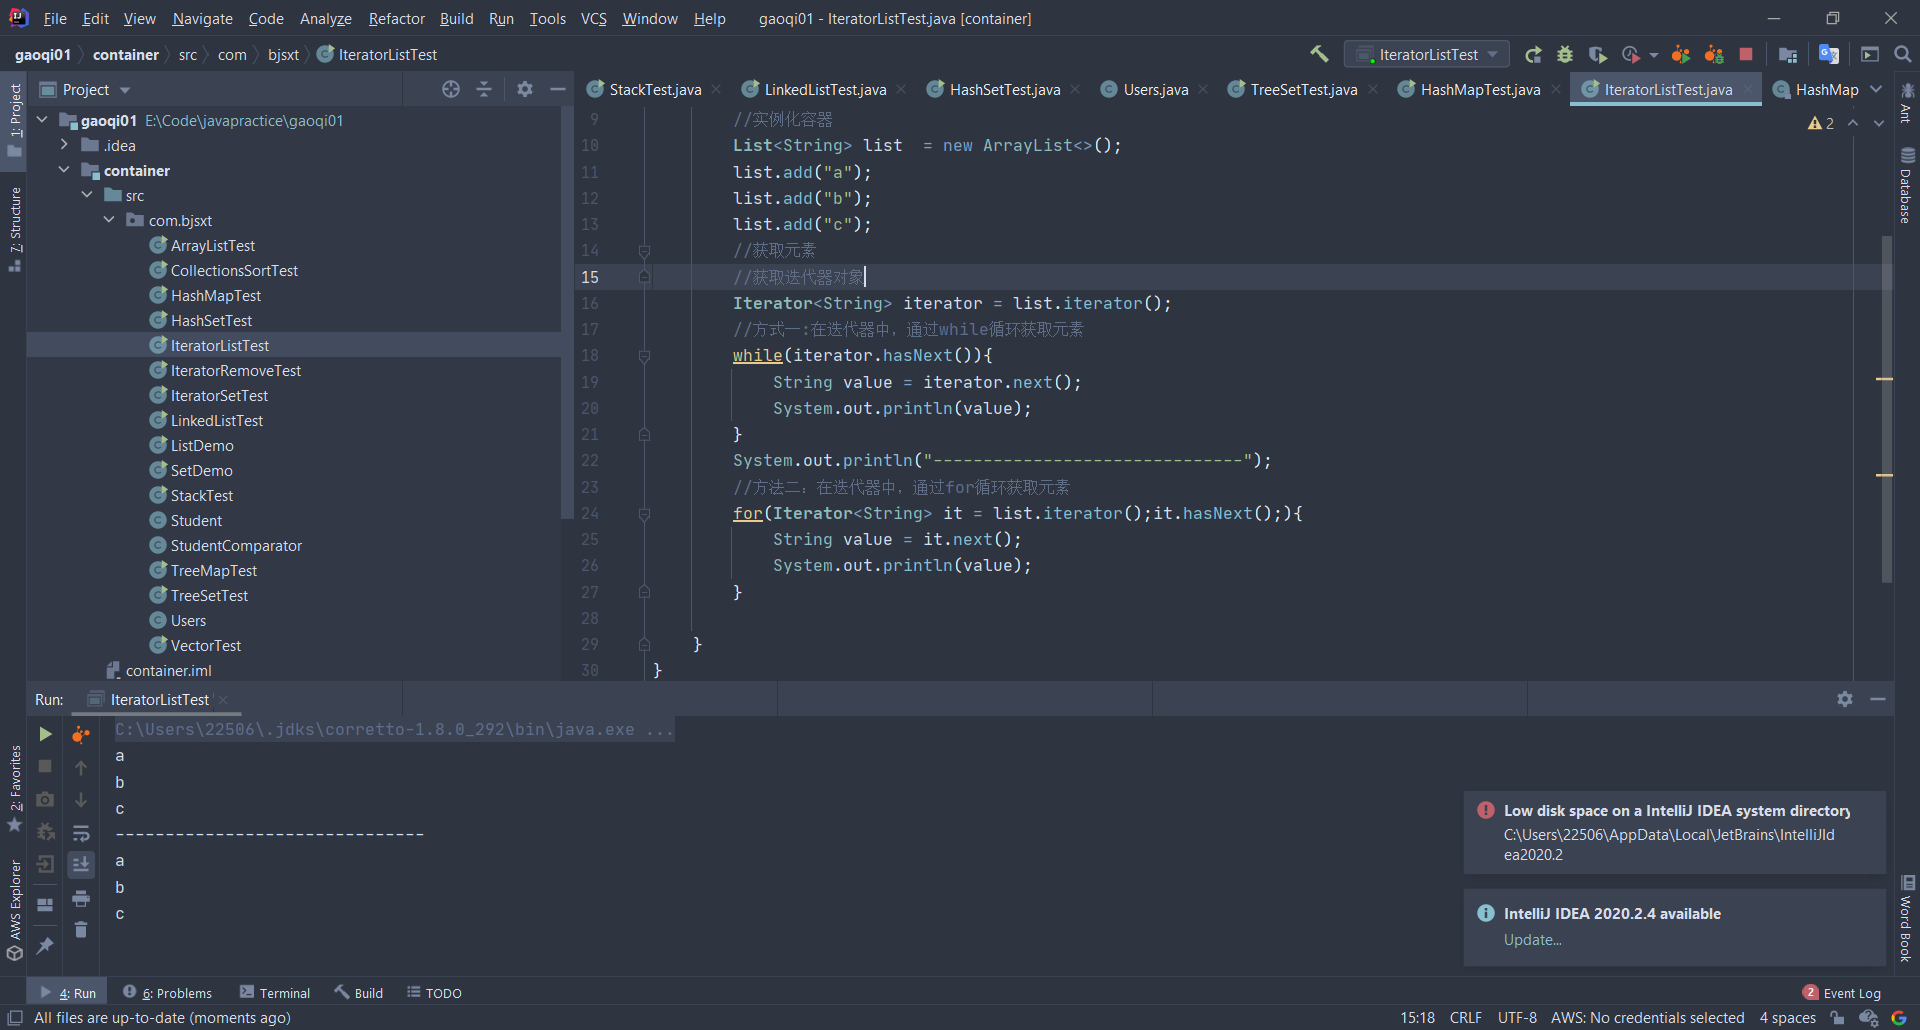 File Edit View Navigate Code Analyze Refactor Build Run Tools VCS Window Help gaoqi01 - IteratorListTest.java [container]
gaoqi01 container src com bjsxt IteratorListTest
IteratorListTest
1: Project
7: Structure
2: Favorites
AWS Explorer
Project
gaoqi01 E:\Code\javapractice\gaoqi01
.idea
container
src
com.bjsxt
ArrayListTest
CollectionsSortTest
HashMapTest
HashSetTest
IteratorListTest
IteratorRemoveTest
IteratorSetTest
LinkedListTest
ListDemo
SetDemo
StackTest
Student
StudentComparator
TreeMapTest
TreeSetTest
Users
VectorTest
container.iml
StackTest.java LinkedListTest.java HashSetTest.java Users.java TreeSetTest.java HashMapTest.java IteratorListTest.java HashMap
2
9 //实例化容器
10 List<String> list  = new ArrayList<>();
11 list.add("a");
12 list.add("b");
13 list.add("c");
14 //获取元素
15 //获取迭代器对象
16 Iterator<String> iterator = list.iterator();
17 //方式一:在迭代器中，通过while循环获取元素
18 while(iterator.hasNext()){
19 String value = iterator.next();
20 System.out.println(value);
21 }
22 System.out.println("-------------------------------");
23 //方法二：在迭代器中，通过for循环获取元素
24 for(Iterator<String> it = list.iterator();it.hasNext();){
25 String value = it.next();
26 System.out.println(value);
27 }
28
29 }
30 }
Ant
Database
Word Book
Run: IteratorListTest
C:\Users\22506\.jdks\corretto-1.8.0_292\bin\java.exe ...
a
b
c
-------------------------------
a
b
c
Low disk space on a IntelliJ IDEA system directory
C:\Users\22506\AppData\Local\JetBrains\IntelliJId
ea2020.2
IntelliJ IDEA 2020.2.4 available
Update...
4: Run 6: Problems Terminal Build TODO 2 Event Log
All files are up-to-date (moments ago) 15:18 CRLF UTF-8 AWS: No credentials selected 4 spaces